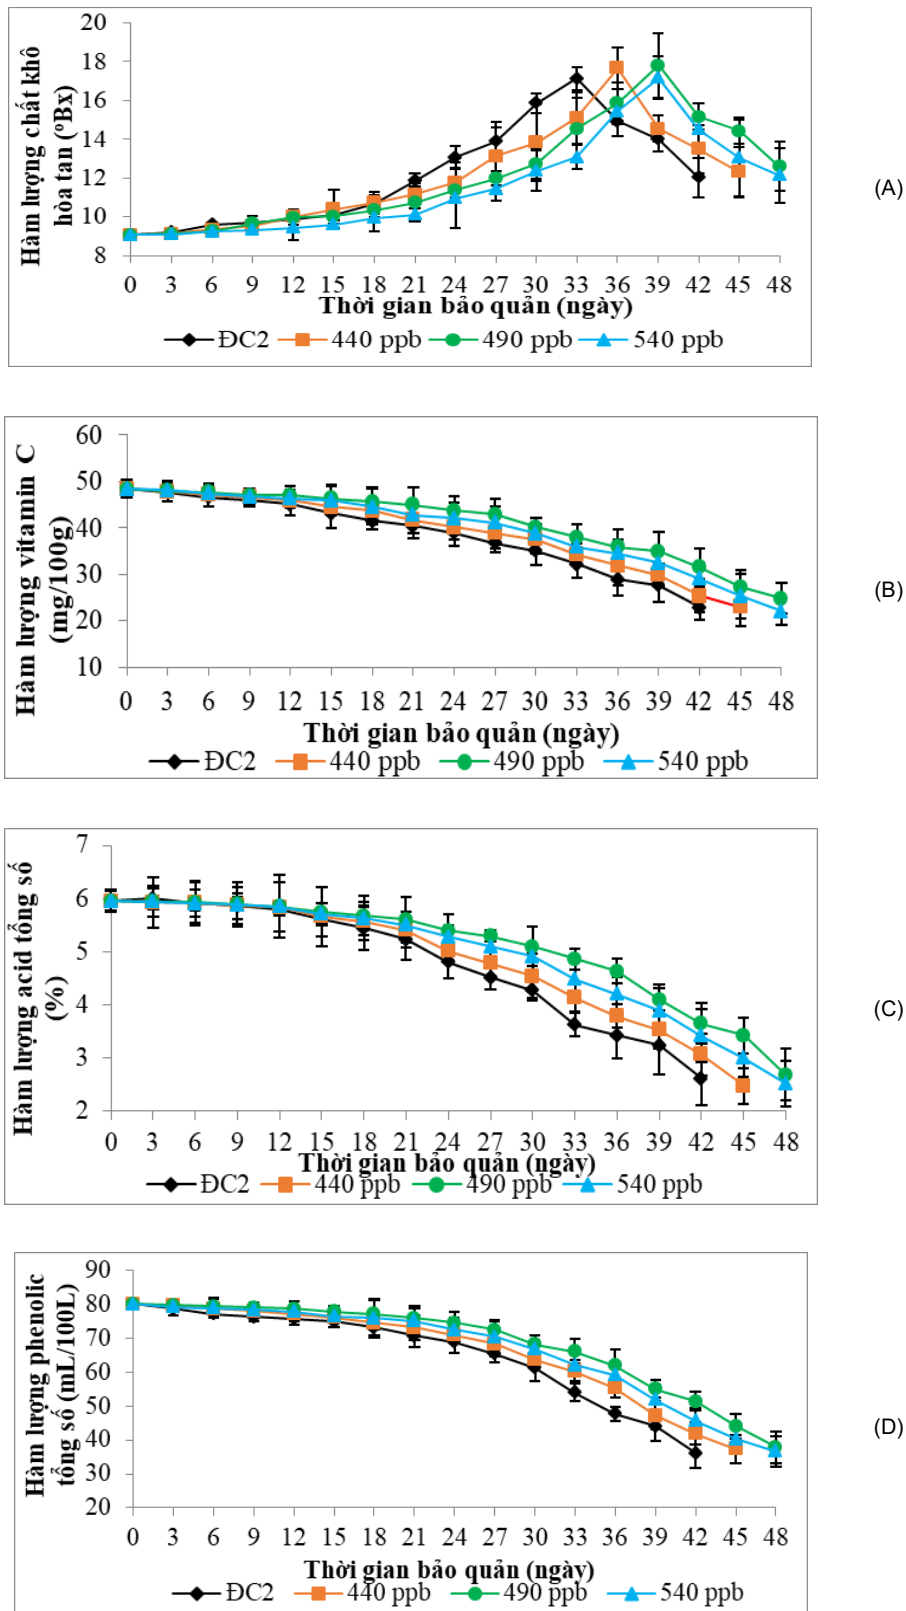 Hàm lượng chất khô
hòa tan (ºBx)
20
18
16
14
12
10
8
0 3 6 9 12 15 18 21 24 27 30 33 36 39 42 45 48
Thời gian bảo quản (ngày)
ĐC2 440 ppb 490 ppb 540 ppb
(A)
Hàm lượng vitamin C
(mg/100g)
60
50
40
30
20
10
0 3 6 9 12 15 18 21 24 27 30 33 36 39 42 45 48
Thời gian bảo quản (ngày)
ĐC2 440 ppb 490 ppb 540 ppb
(B)
Hàm lượng acid tổng số
(%)
7
6
5
4
3
2
0 3 6 9 12 15 18 21 24 27 30 33 36 39 42 45 48
Thời gian bảo quản (ngày)
ĐC2 440 ppb 490 ppb 540 ppb
(C)
Hàm lượng phenolic
tổng số (mL/100L)
90
80
70
60
50
40
30
20
0 3 6 9 12 15 18 21 24 27 30 33 36 39 42 45 48
Thời gian bảo quản (ngày)
ĐC2 440 ppb 490 ppb 540 ppb
(D)